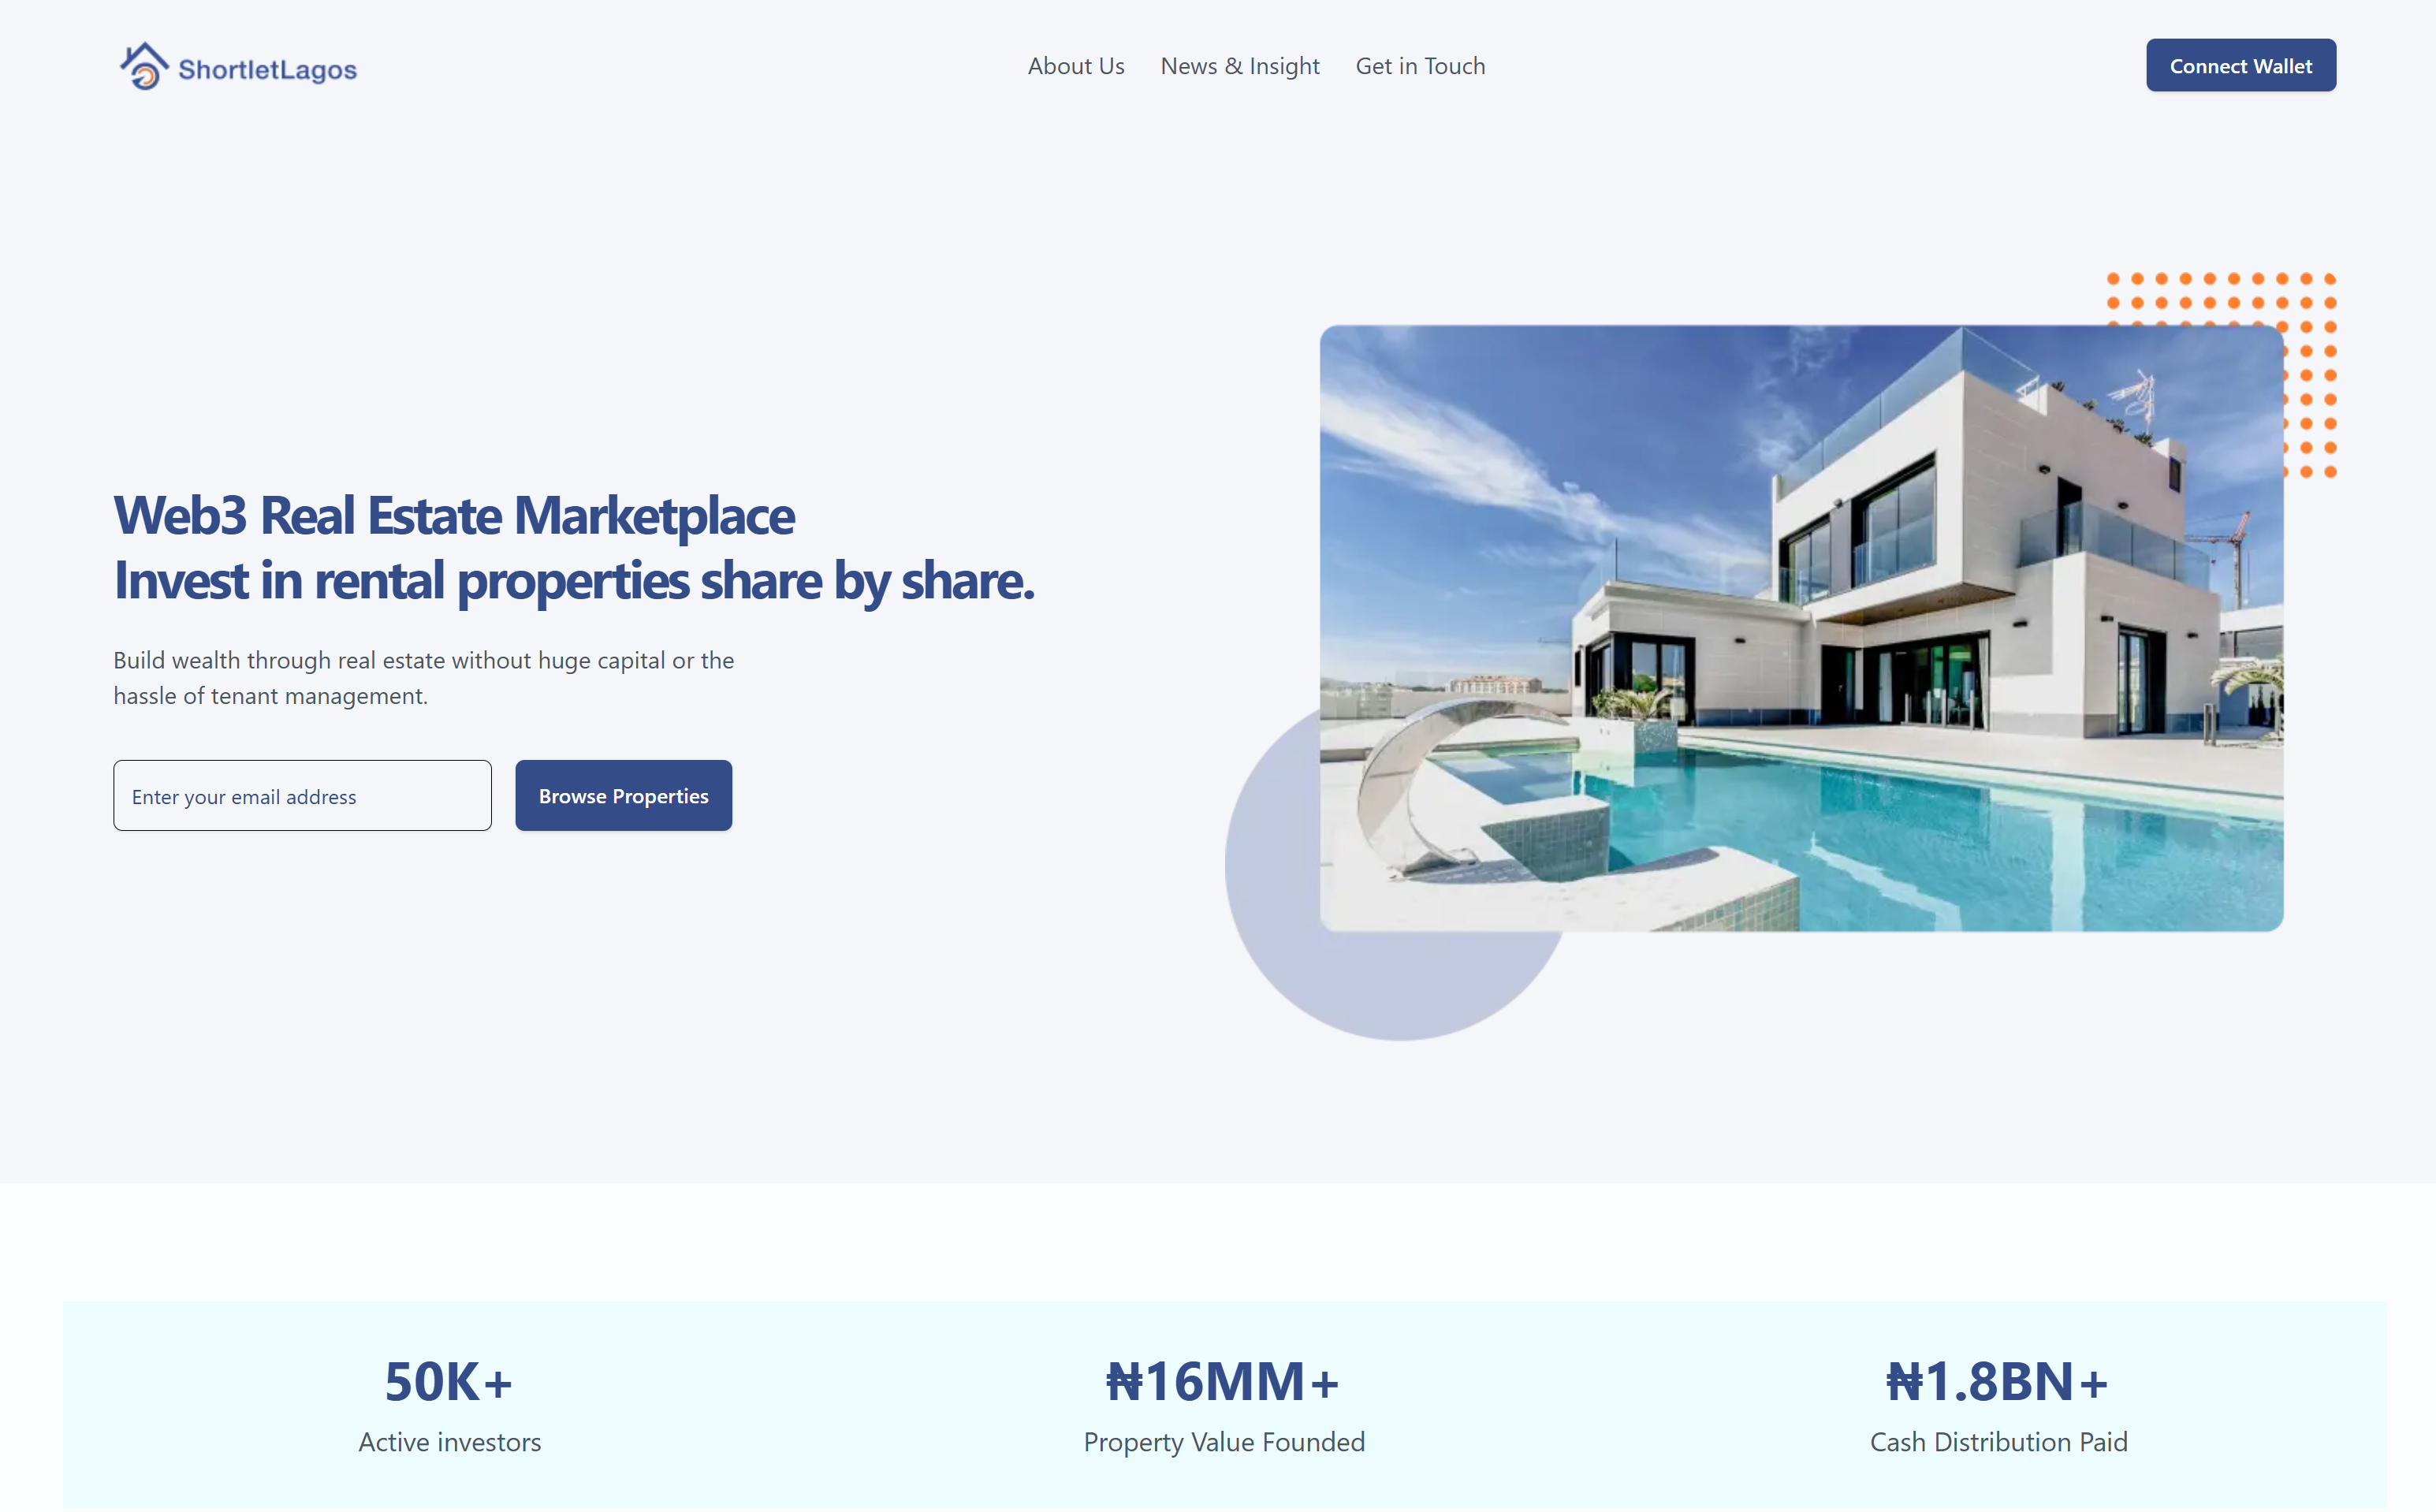 ShortletLagos
About Us
News & Insight
Get in Touch
Connect Wallet
Web3 Real Estate Marketplace
Invest in rental properties share by share.
Build wealth through real estate without huge capital or the
hassle of tenant management.
Enter your email address
Browse Properties
50K+
Active investors
₦16MM+
Property Value Founded
₦1.8BN+
Cash Distribution Paid